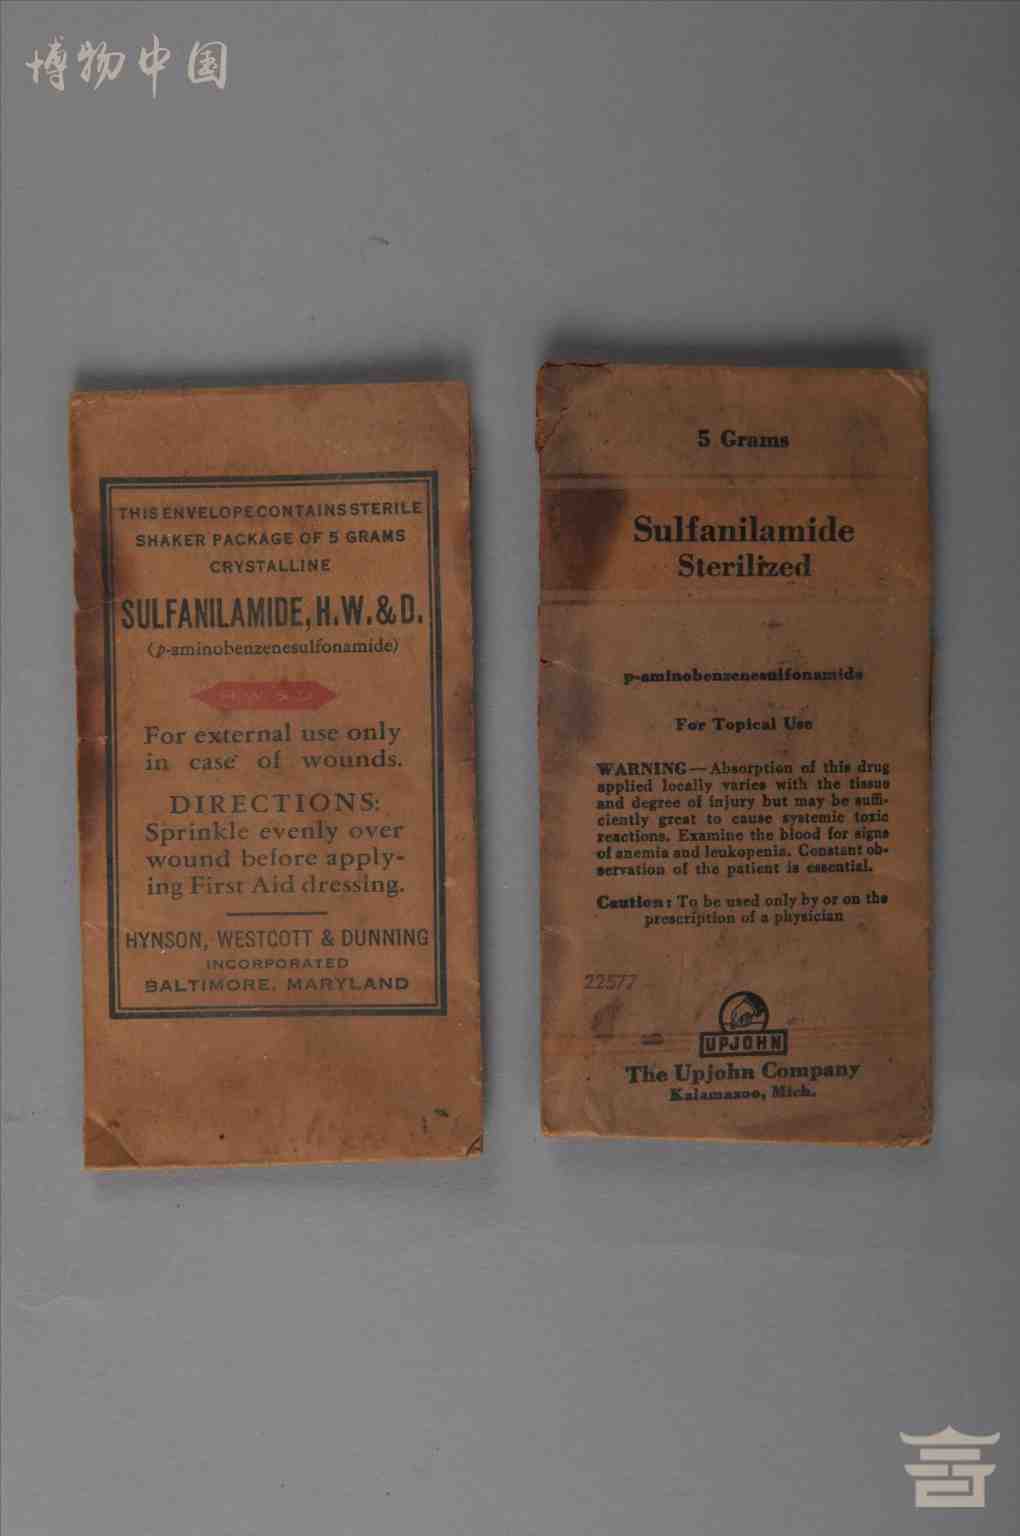 博物中国
THIS ENVELOPE CONTAINS STERILE
SHAKER PACKAGE OF 5 GRAMS
CRYSTALLINE
SULFANILAMIDE, H.W.&D.
(p-aminobenzenesulfonamide)
H.W.&D.
For external use only
in case of wounds.
DIRECTIONS:
Sprinkle evenly over
wound before apply-
ing First Aid dressing.
HYNSON, WESTCOTT & DUNNING
INCORPORATED
BALTIMORE, MARYLAND
5 Grams
Sulfanilamide
Sterilized
p-aminobenzenesulfonamide
For Topical Use
WARNING—Absorption of this drug
applied locally varies with the tissue
and degree of injury but may be suffi-
ciently great to cause systemic toxic
reactions. Examine the blood for signs
of anemia and leukopenia. Constant ob-
servation of the patient is essential.
Caution: To be used only by or on the
prescription of a physician
22577
UPJOHN
The Upjohn Company
Kalamazoo, Mich.